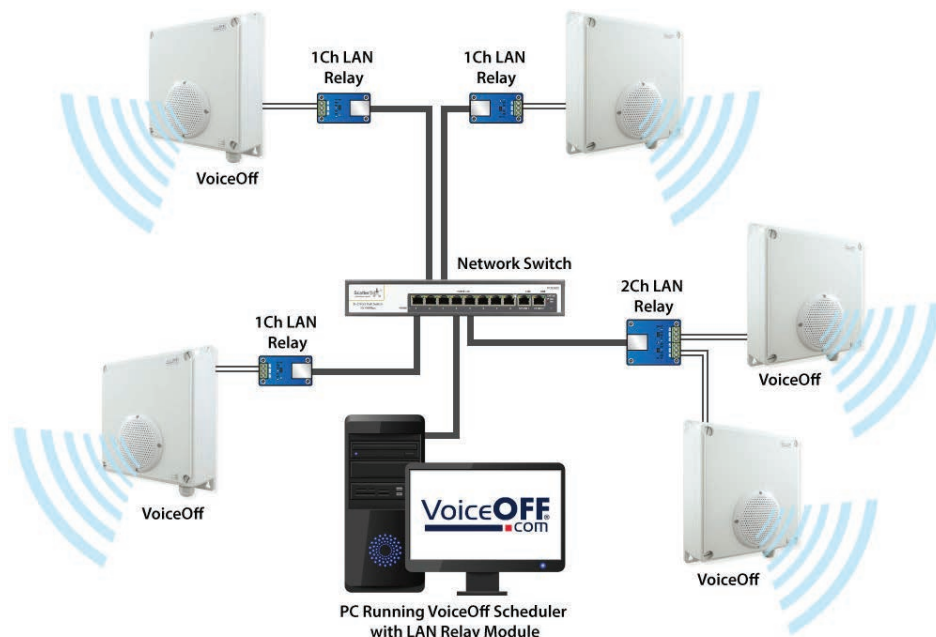 1Ch LAN
Relay
1Ch LAN
Relay
VoiceOff
Network Switch
2Ch LAN
Relay
1Ch LAN
Relay
VoiceOff
VoiceOFF®
.com
VoiceOff
VoiceOff
PC Running VoiceOff Scheduler
with LAN Relay Module